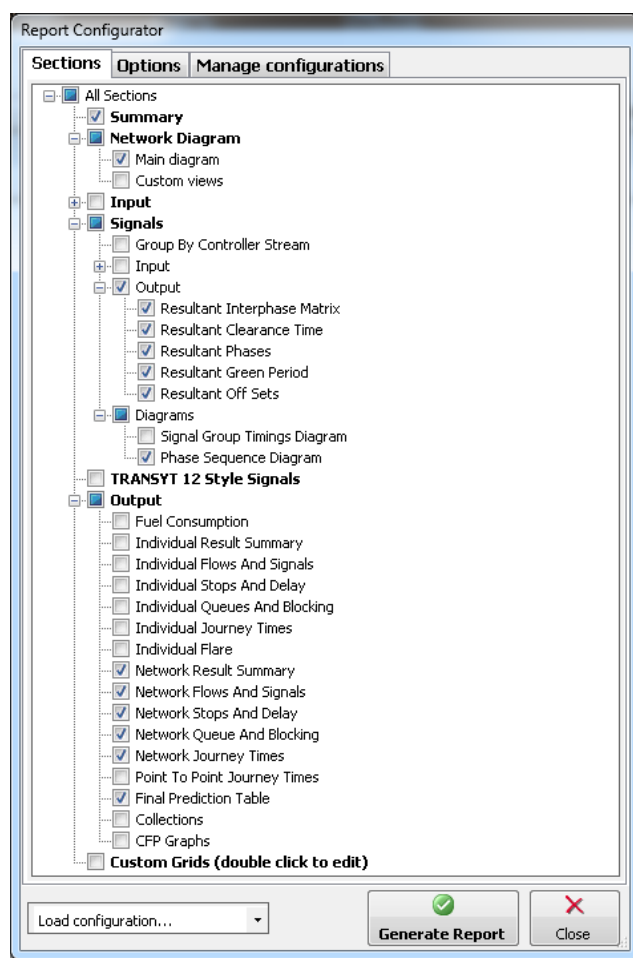 Report Configurator
Sections Options Manage configurations
All Sections
Summary
Network Diagram
Main diagram
Custom views
Input
Signals
Group By Controller Stream
Input
Output
Resultant Interphase Matrix
Resultant Clearance Time
Resultant Phases
Resultant Green Period
Resultant Off Sets
Diagrams
Signal Group Timings Diagram
Phase Sequence Diagram
TRANSYT 12 Style Signals
Output
Fuel Consumption
Individual Result Summary
Individual Flows And Signals
Individual Stops And Delay
Individual Queues And Blocking
Individual Journey Times
Individual Flare
Network Result Summary
Network Flows And Signals
Network Stops And Delay
Network Queue And Blocking
Network Journey Times
Point To Point Journey Times
Final Prediction Table
Collections
CFP Graphs
Custom Grids (double click to edit)
Load configuration...
Generate Report
Close